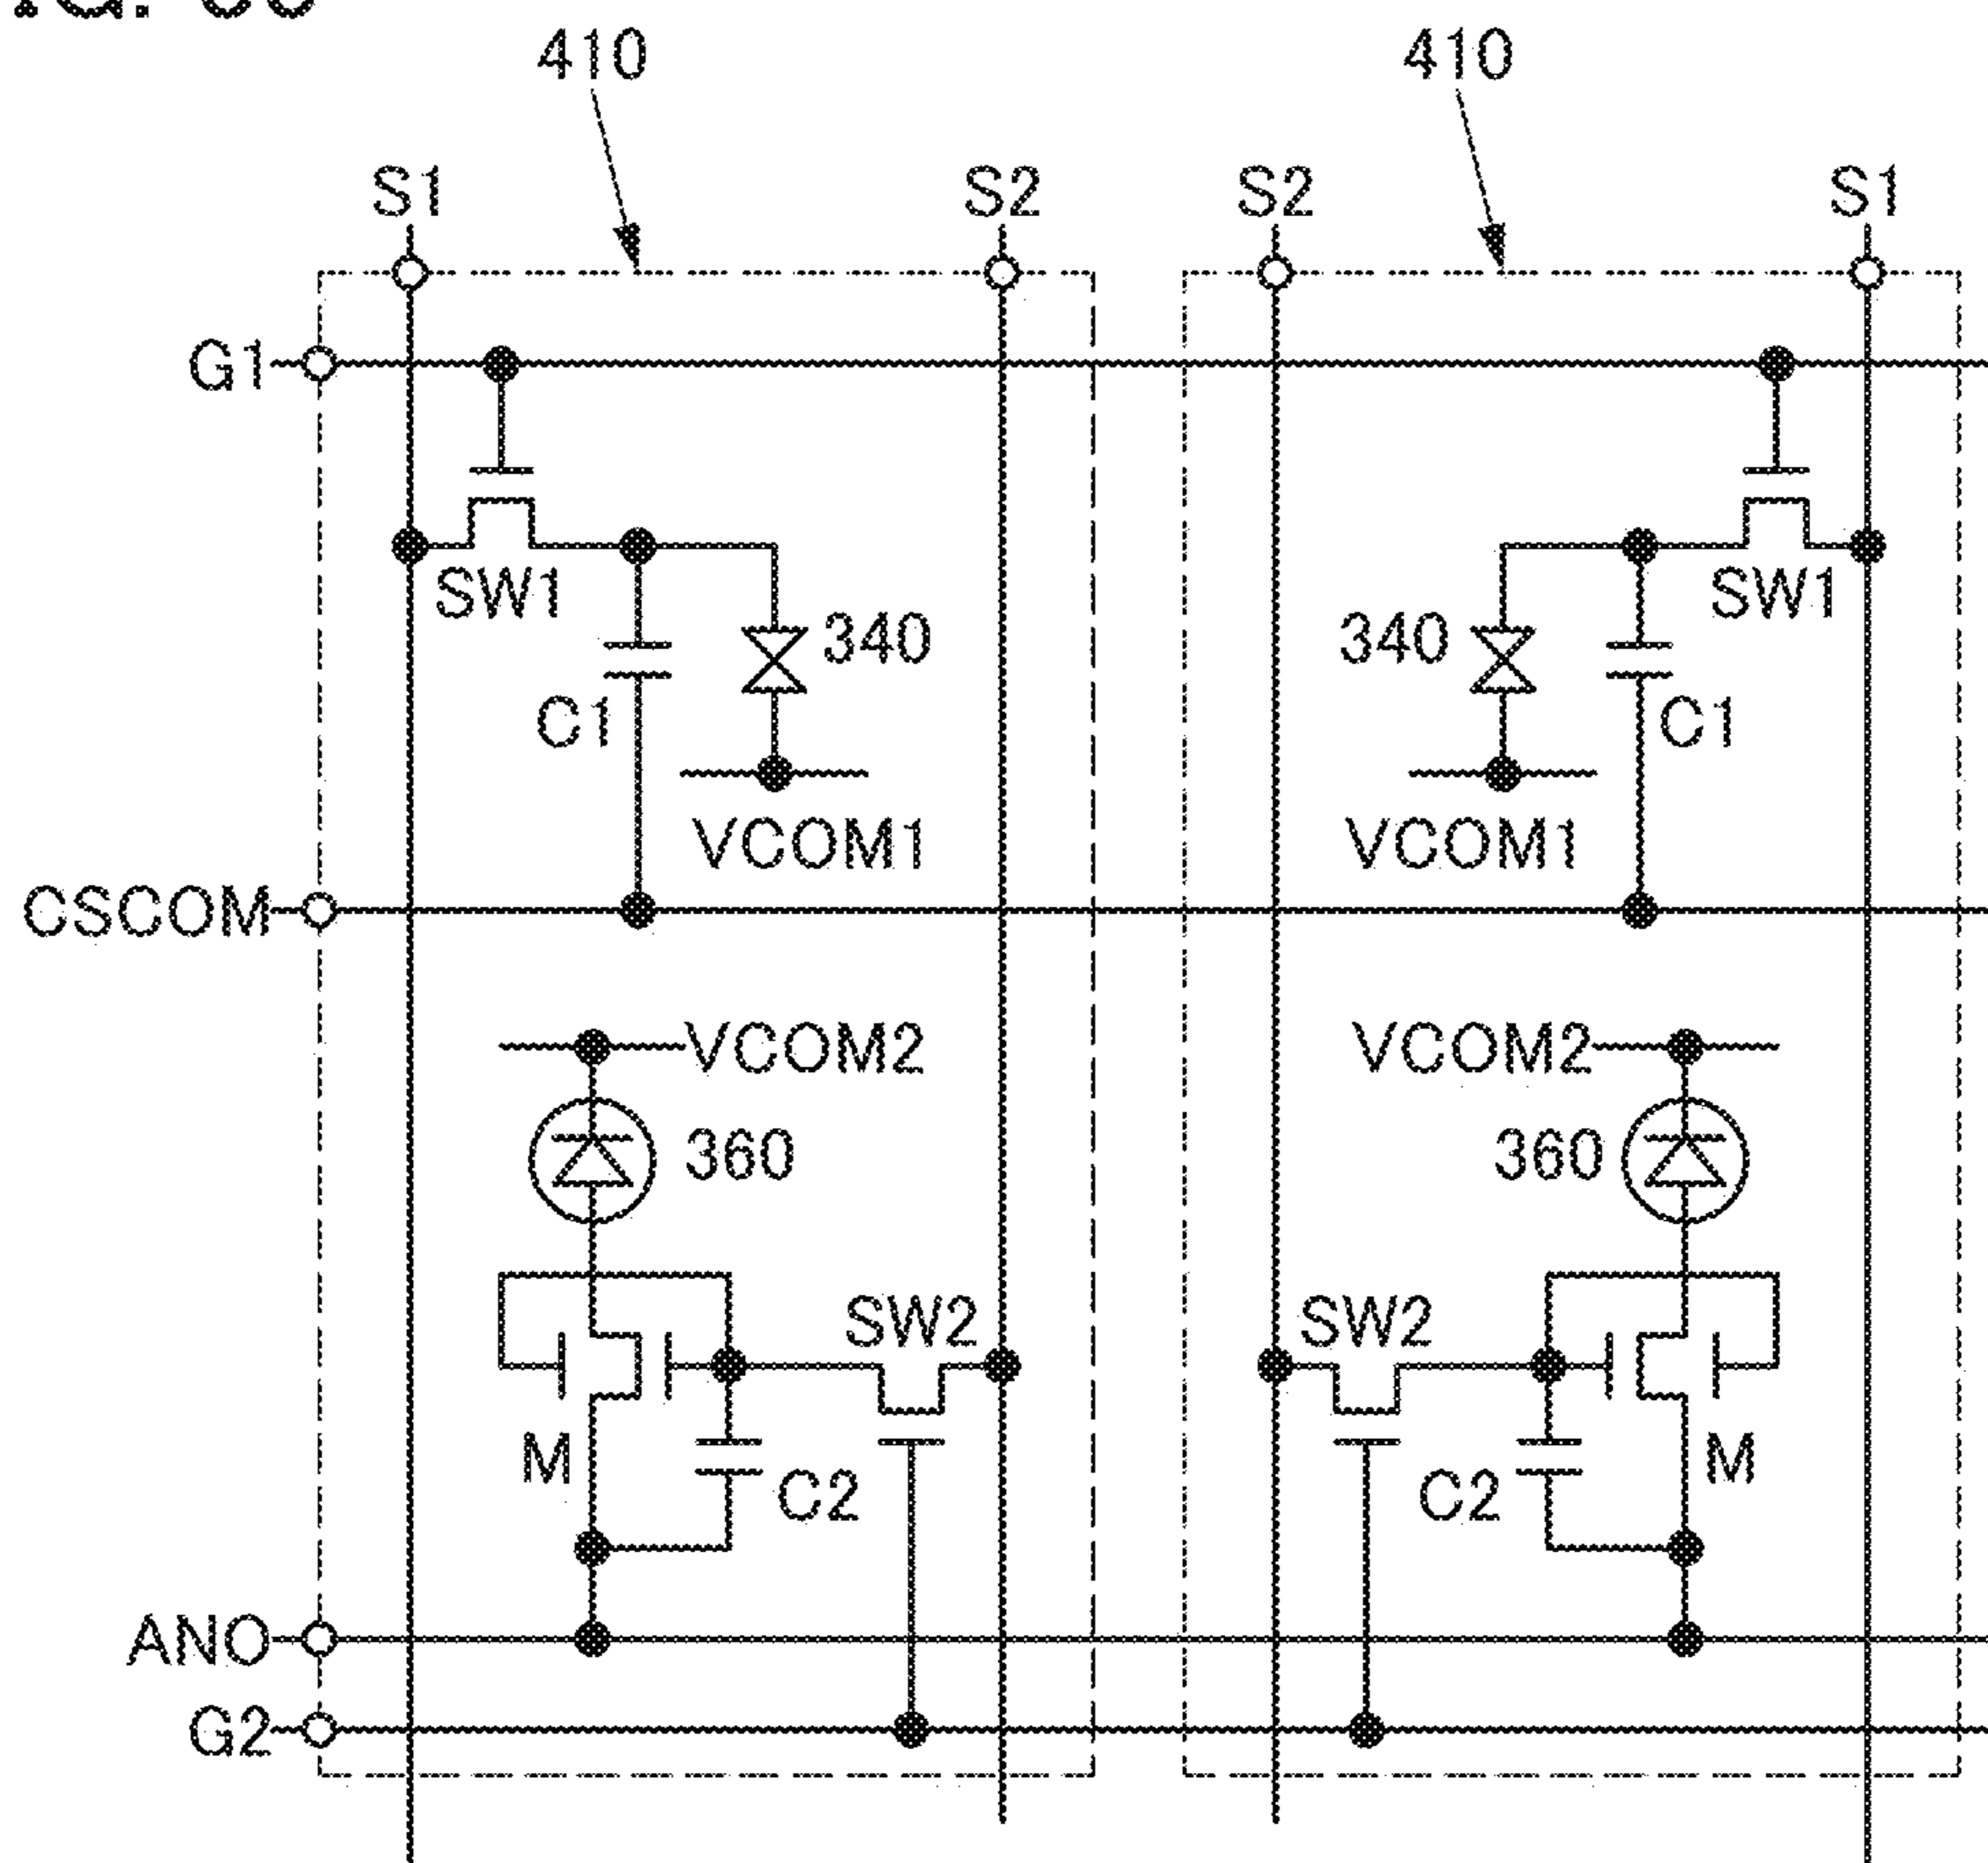 410 410
S1 S2 S2 S1
G1
SW1 SW1
340 340
C1 C1
VCOM1 VCOM1
CSCOM
VCOM2 VCOM2
360 360
SW2 SW2
M M
C2 C2
ANO
G2